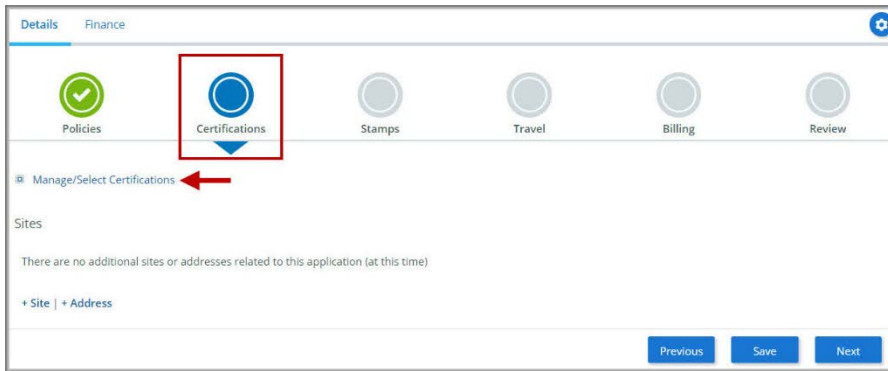 Details Finance
Policies Certifications Stamps Travel Billing Review
Manage/Select Certifications
Sites
There are no additional sites or addresses related to this application (at this time)
+ Site | + Address
Previous Save Next